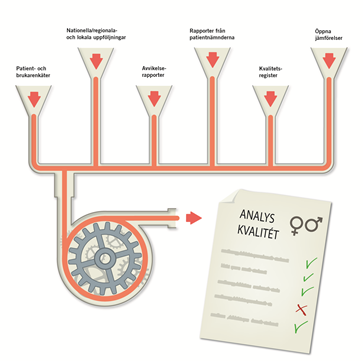 Patient- och
brukarenkäter
Nationella/regionala-
och lokala uppföljningar
Avvikelse-
rapporter
Rapporter från
patientnämnderna
Kvalitets-
register
Öppna
jämförelser
ANALYS
KVALITÉT